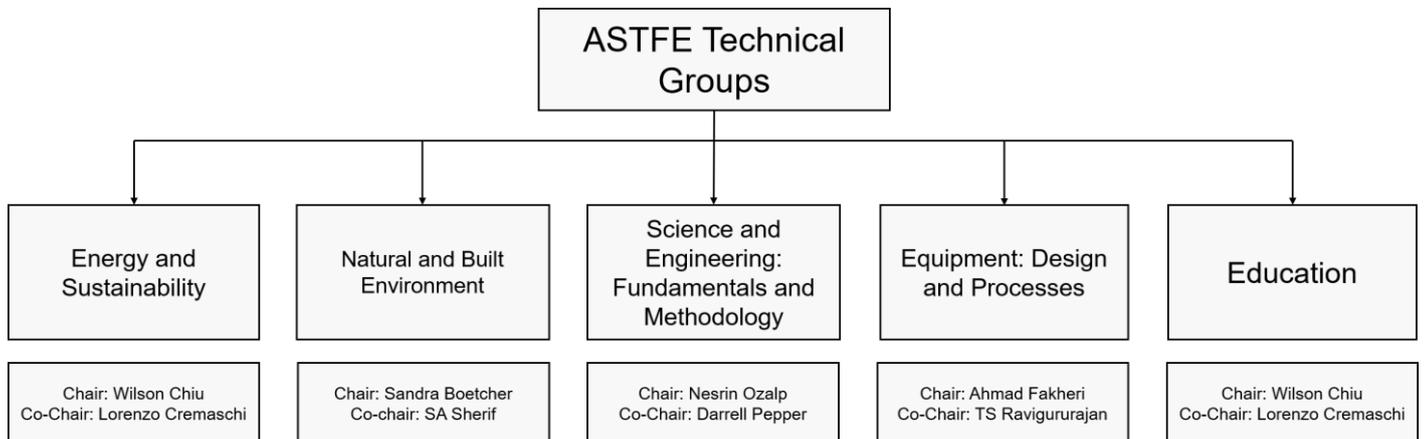 ASTFE Technical
Groups
Energy and
Sustainability
Natural and Built
Environment
Science and
Engineering:
Fundamentals and
Methodology
Equipment: Design
and Processes
Education
Chair: Wilson Chiu
Co-Chair: Lorenzo Cremaschi
Chair: Sandra Boetcher
Co-chair: SA Sherif
Chair: Nesrin Ozalp
Co-Chair: Darrell Pepper
Chair: Ahmad Fakheri
Co-Chair: TS Ravigururajan
Chair: Wilson Chiu
Co-Chair: Lorenzo Cremaschi